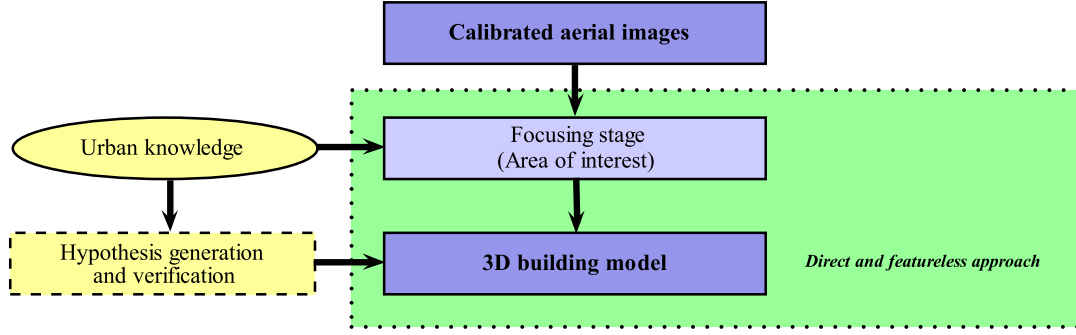 Calibrated aerial images
Urban knowledge
Focusing stage
(Area of interest)
Hypothesis generation
and verification
3D building model
Direct and featureless approach